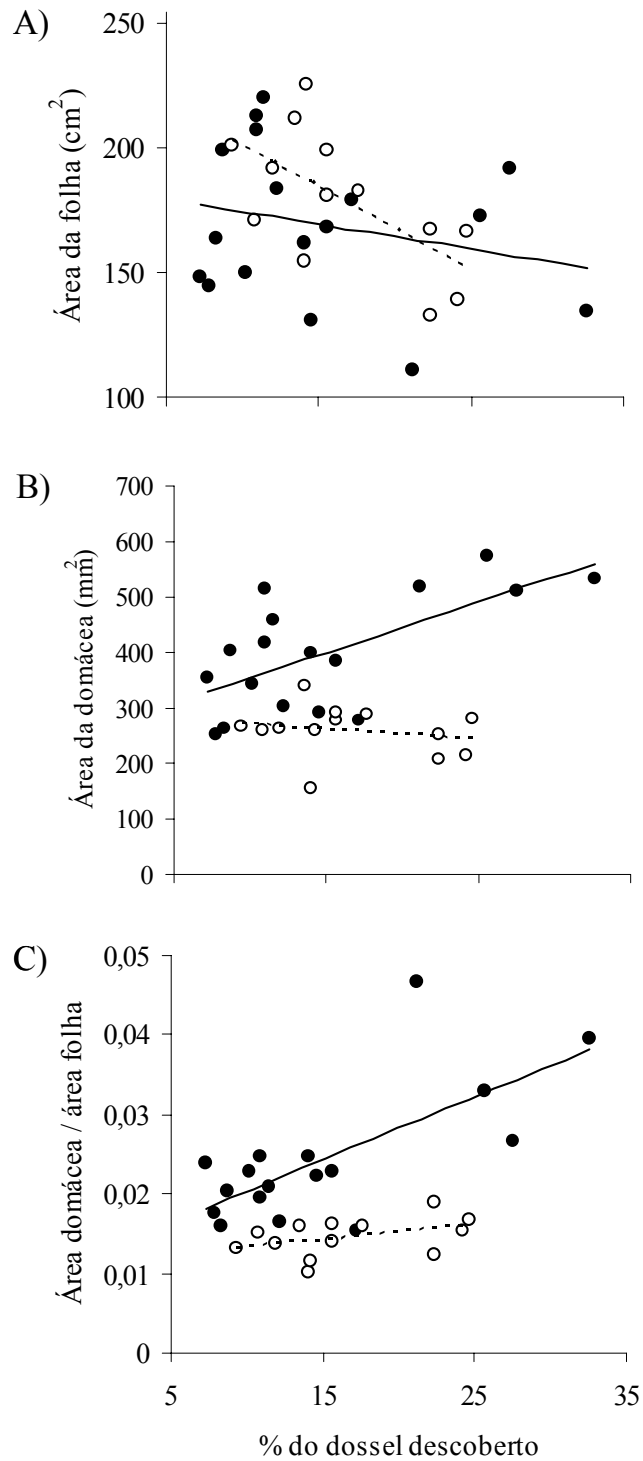 A)
Área da folha (cm²)
250
200
150
100
B)
Área da domácea (mm²)
700
600
500
400
300
200
100
0
C)
Área domácea / área folha
0,05
0,04
0,03
0,02
0,01
0
5 15 25 35
% do dossel descoberto